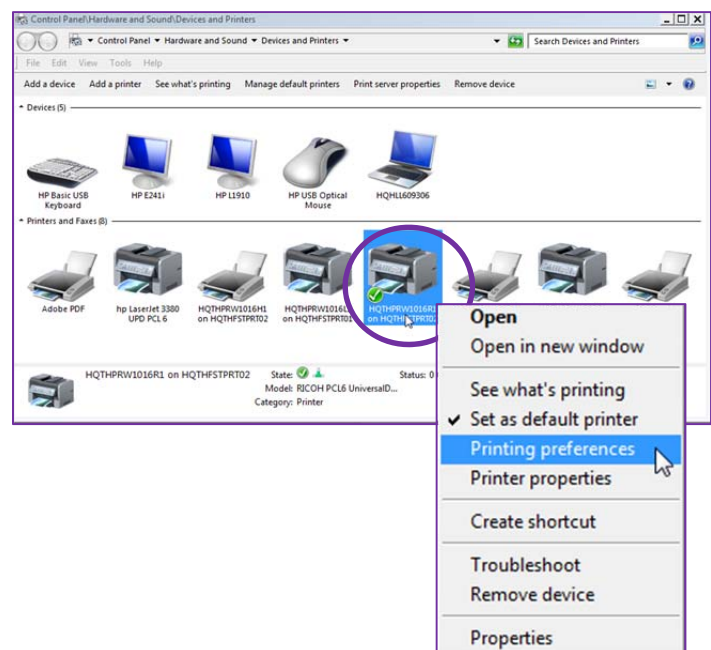 Control Panel\Hardware and Sound\Devices and Printers
Control Panel Hardware and Sound Devices and Printers
Search Devices and Printers
File Edit View Tools Help
Add a device Add a printer See what's printing Manage default printers Print server properties Remove device
Devices (5)
HP Basic USB
Keyboard
HP E241i
HP L1910
HP USB Optical
Mouse
HQHLL609306
Printers and Faxes (8)
Adobe PDF
hp LaserJet 3380
UPD PCL 6
HQTHPRW1016H1
on HQTHFSTPRT02
on HQTHFSTPRT01
HQTHPRW1016R1
HQTHPRW1016R1 on HQTHFSTPRT02
State:
Status: 0
Model: RICOH PCL6 UniversalD...
Category: Printer
Open
Open in new window
See what's printing
Set as default printer
Printing preferences
Printer properties
Create shortcut
Troubleshoot
Remove device
Properties